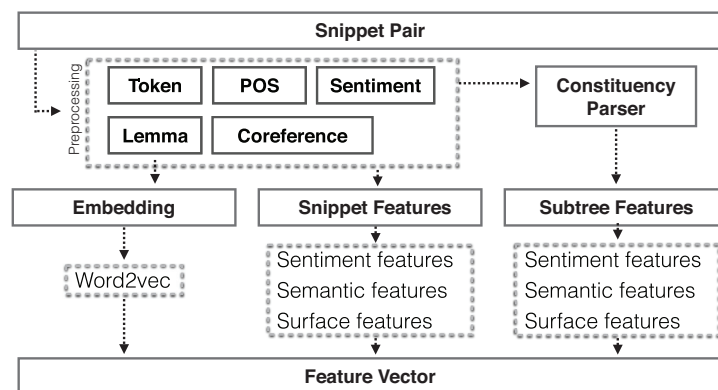 Snippet Pair
Preprocessing
Token POS Sentiment
Lemma Coreference
Constituency
Parser
Embedding Snippet Features Subtree Features
Word2vec
Sentiment features
Semantic features
Surface features
Sentiment features
Semantic features
Surface features
Feature Vector